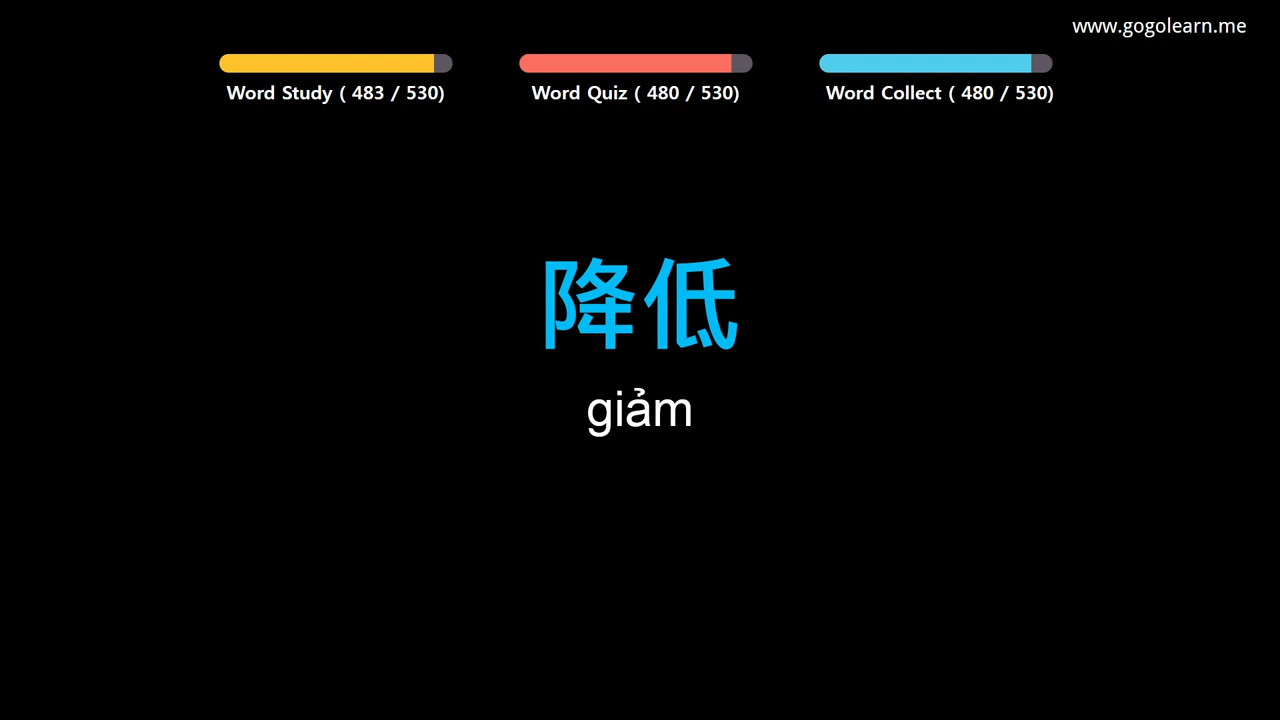 www.gogolearn.me
Word Study ( 483 / 530)
Word Quiz ( 480 / 530)
Word Collect ( 480 / 530)
降低
giảm